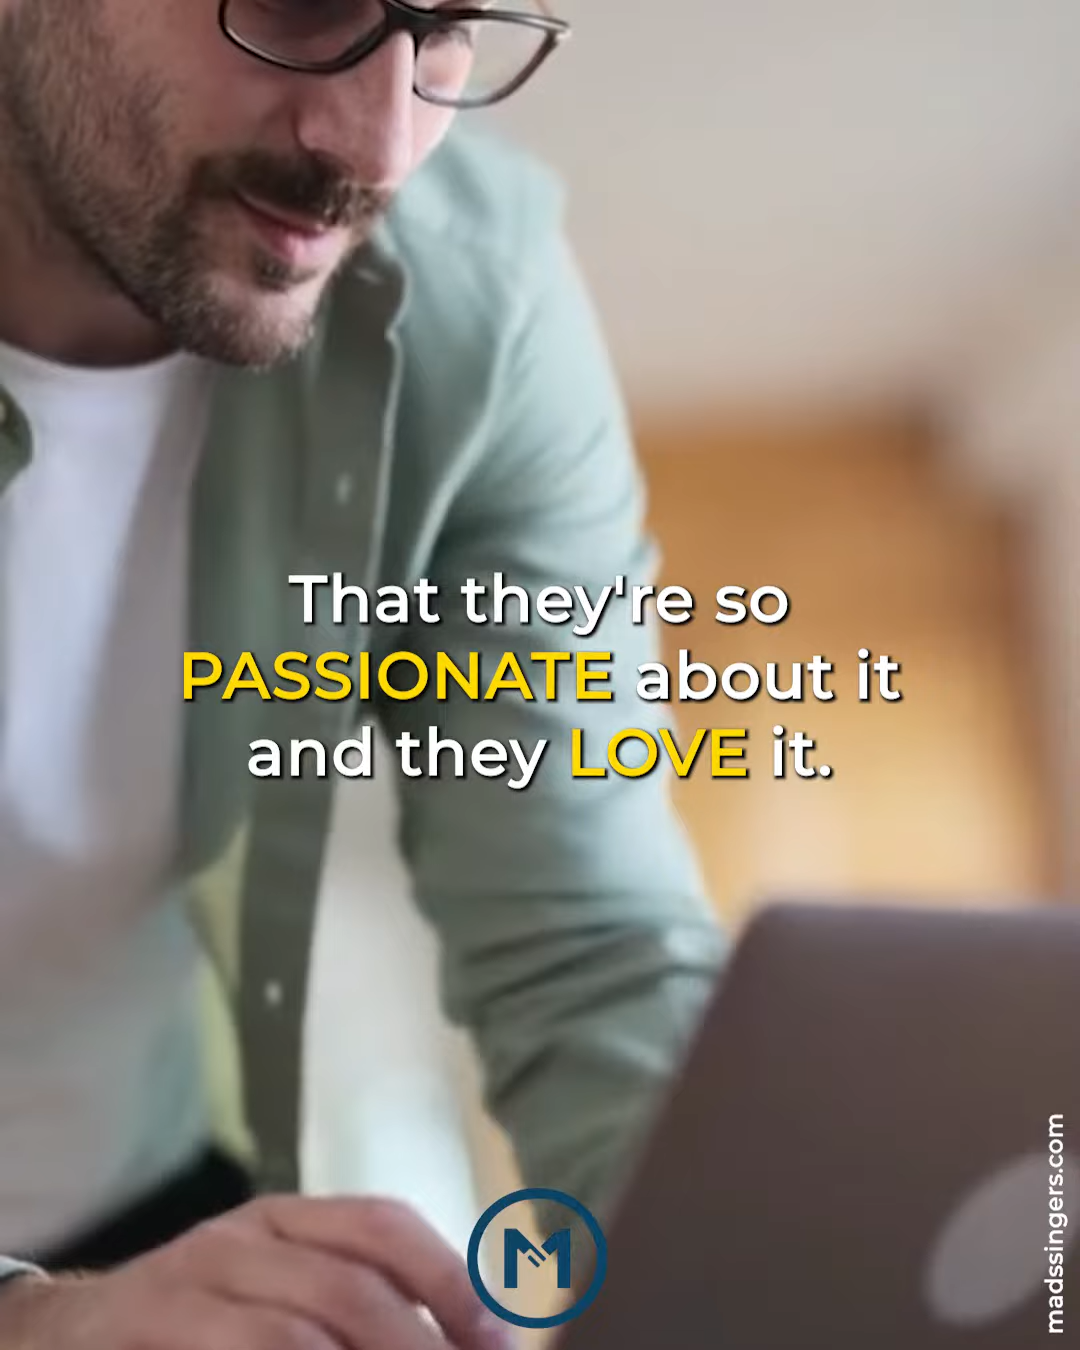 That they're so
PASSIONATE about it
and they LOVE it.
M
madssingers.com